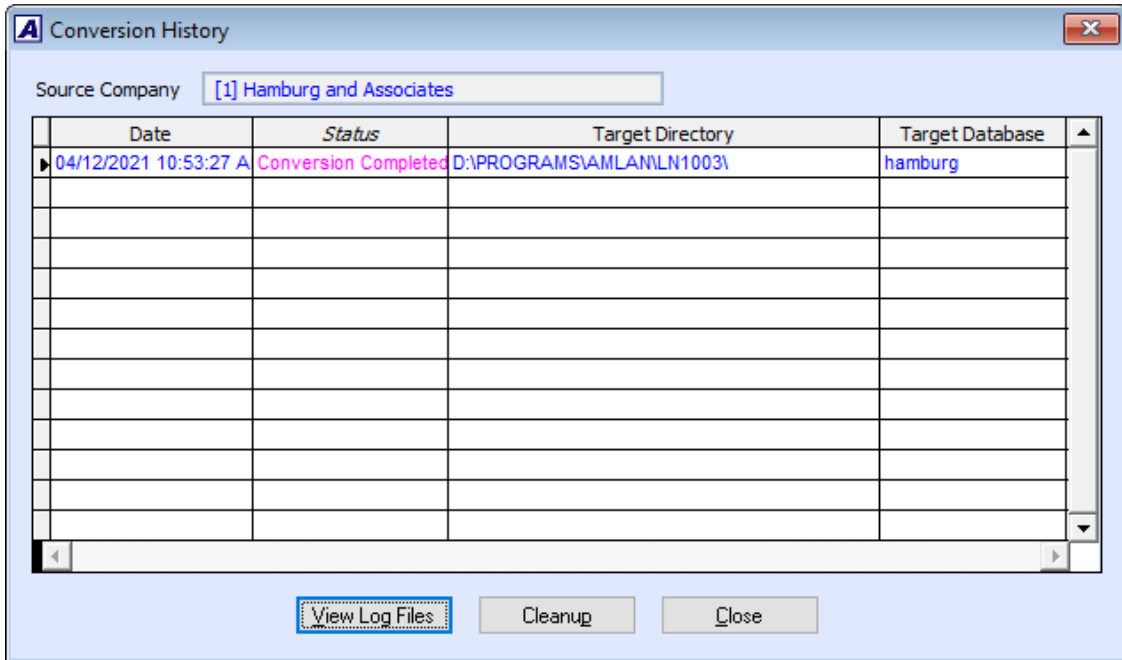 A Conversion History
Source Company [1] Hamburg and Associates
Date Status Target Directory Target Database
04/12/2021 10:53:27 A Conversion Completed D:\PROGRAMS\AMLAN\LN1003\ hamburg
View Log Files Cleanup Close